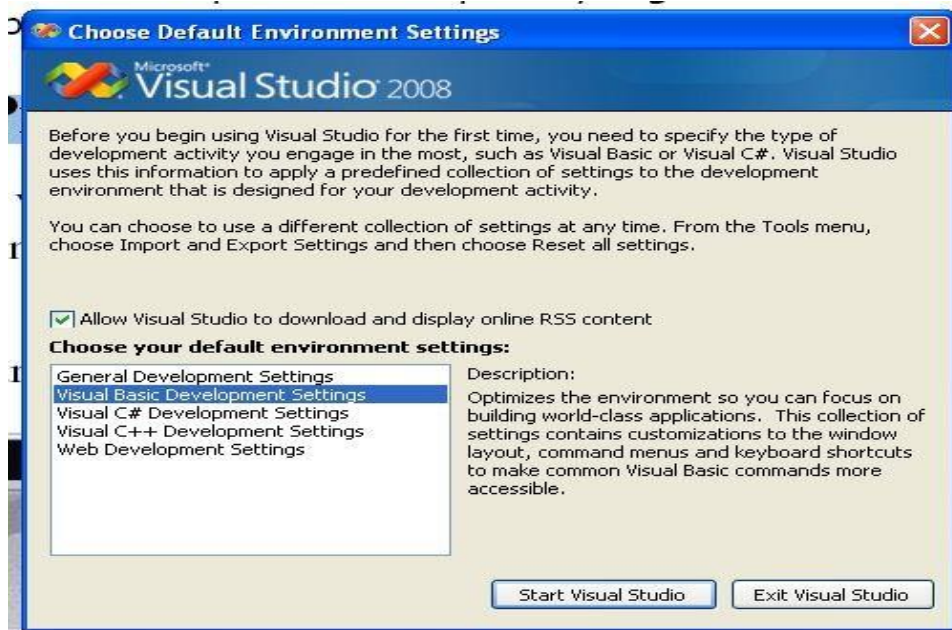 Choose Default Environment Settings
Microsoft
Visual Studio 2008
Before you begin using Visual Studio for the first time, you need to specify the type of
development activity you engage in the most, such as Visual Basic or Visual C#. Visual Studio
uses this information to apply a predefined collection of settings to the development
environment that is designed for your development activity.
You can choose to use a different collection of settings at any time. From the Tools menu,
choose Import and Export Settings and then choose Reset all settings.
Allow Visual Studio to download and display online RSS content
Choose your default environment settings:
General Development Settings
Visual Basic Development Settings
Visual C# Development Settings
Visual C++ Development Settings
Web Development Settings
Description:
Optimizes the environment so you can focus on
building world-class applications. This collection of
settings contains customizations to the window
layout, command menus and keyboard shortcuts
to make common Visual Basic commands more
accessible.
Start Visual Studio
Exit Visual Studio